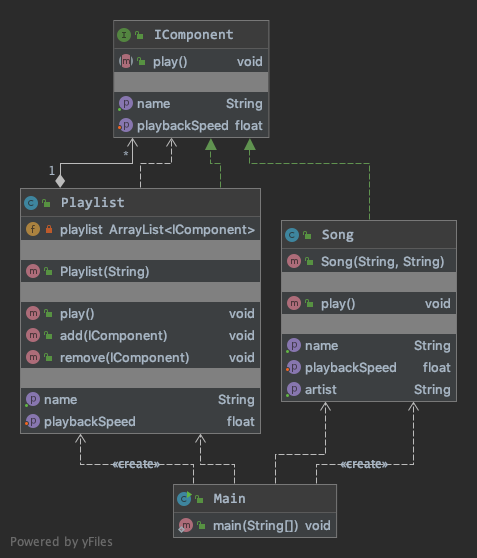 IComponent
play() void
name String
playbackSpeed float
1
*
Playlist
playlist ArrayList<IComponent>
Playlist(String)
play() void
add(IComponent) void
remove(IComponent) void
name String
playbackSpeed float
Song
Song(String, String)
play() void
name String
playbackSpeed float
artist String
«create»
«create»
Main
main(String[]) void
Powered by yFiles